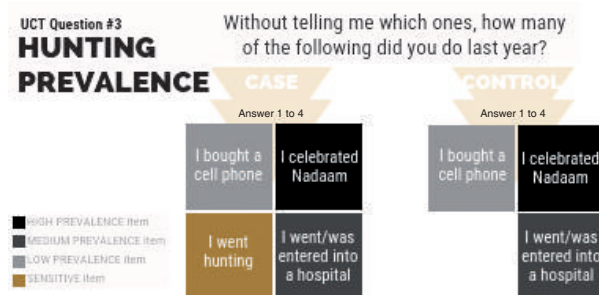 UCT Question #3
HUNTING
PREVALENCE
Without telling me which ones, how many
of the following did you do last year?
CASE
Answer 1 to 4
I bought a
cell phone
I celebrated
Nadaam
I went
hunting
I went/was
entered into
a hospital
CONTROL
Answer 1 to 4
I bought a
cell phone
I celebrated
Nadaam
I went/was
entered into
a hospital
HIGH PREVALENCE item
MEDIUM PREVALENCE item
LOW PREVALENCE item
SENSITIVE item